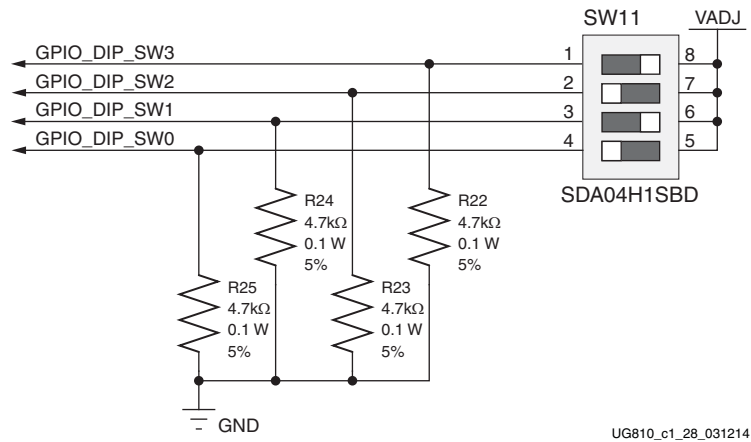 SW11
VADJ
GPIO_DIP_SW3
1
8
GPIO_DIP_SW2
2
7
GPIO_DIP_SW1
3
6
GPIO_DIP_SW0
4
5
SDA04H1SBD
R24
4.7kΩ
0.1 W
5%
R22
4.7kΩ
0.1 W
5%
R25
4.7kΩ
0.1 W
5%
R23
4.7kΩ
0.1 W
5%
GND
UG810_c1_28_031214